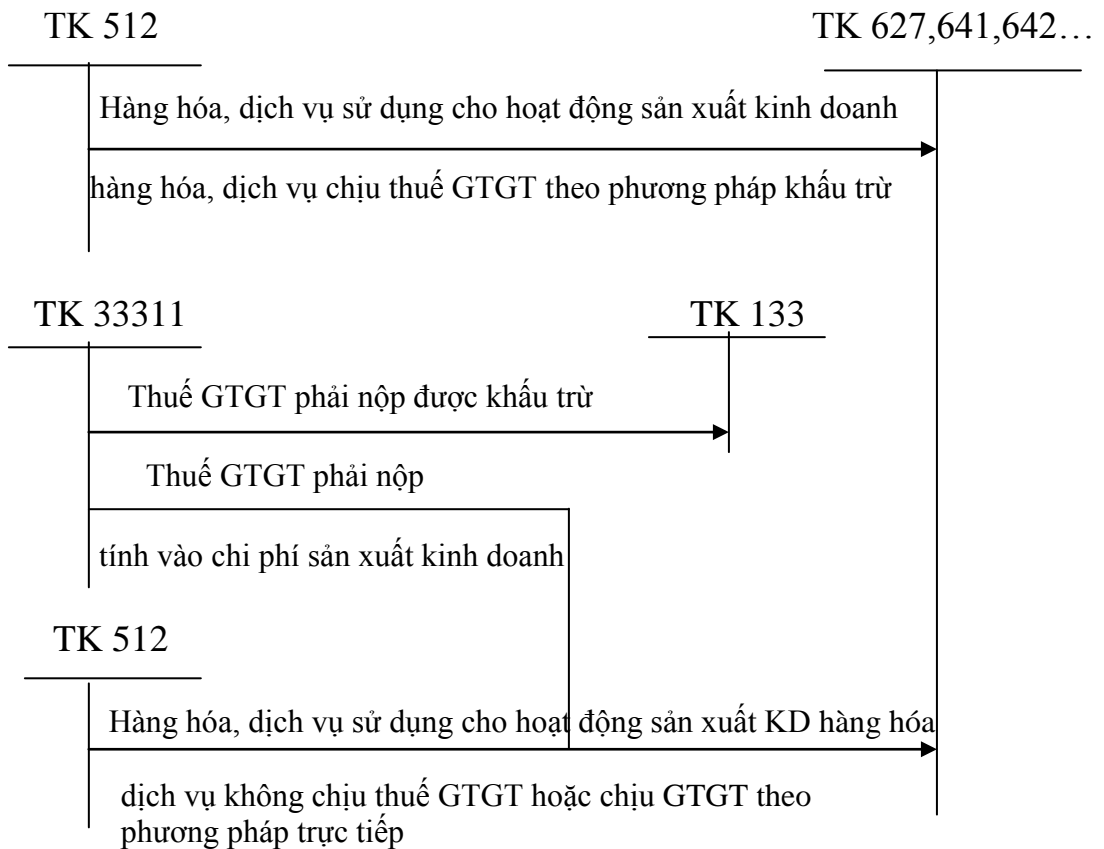 TK 512
TK 627,641,642…
Hàng hóa, dịch vụ sử dụng cho hoạt động sản xuất kinh doanh
hàng hóa, dịch vụ chịu thuế GTGT theo phương pháp khấu trừ
TK 33311
TK 133
Thuế GTGT phải nộp được khấu trừ
Thuế GTGT phải nộp
tính vào chi phí sản xuất kinh doanh
TK 512
Hàng hóa, dịch vụ sử dụng cho hoạt động sản xuất KD hàng hóa
dịch vụ không chịu thuế GTGT hoặc chịu GTGT theo
phương pháp trực tiếp